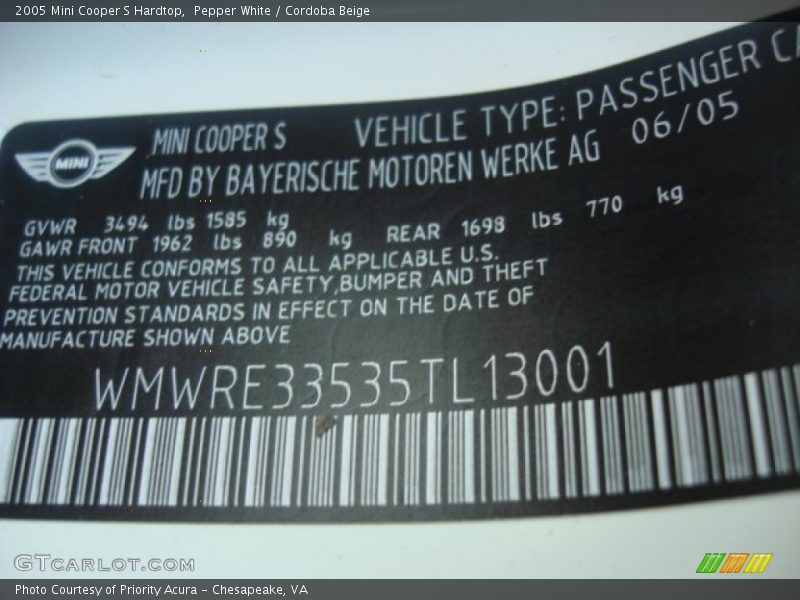 2005 Mini Cooper S Hardtop,  Pepper White / Cordoba Beige
MINI
MINI COOPER S VEHICLE TYPE: PASSENGER CA
MFD BY BAYERISCHE MOTOREN WERKE AG 06/05
GVWR 3494 lbs 1585 kg
GAWR FRONT 1962 lbs 890 kg REAR 1698 lbs 770 kg
THIS VEHICLE CONFORMS TO ALL APPLICABLE U.S.
FEDERAL MOTOR VEHICLE SAFETY,BUMPER AND THEFT
PREVENTION STANDARDS IN EFFECT ON THE DATE OF
MANUFACTURE SHOWN ABOVE
WMWRE33535TL13001
GTCARLOT.COM
Photo Courtesy of Priority Acura – Chesapeake, VA